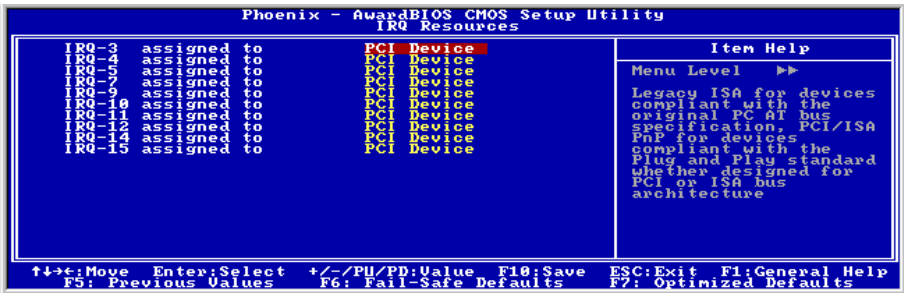 Phoenix - AwardBIOS CMOS Setup Utility
IRQ Resources
IRQ-3 assigned to PCI Device
IRQ-4 assigned to PCI Device
IRQ-5 assigned to PCI Device
IRQ-7 assigned to PCI Device
IRQ-9 assigned to PCI Device
IRQ-10 assigned to PCI Device
IRQ-11 assigned to PCI Device
IRQ-12 assigned to PCI Device
IRQ-14 assigned to PCI Device
IRQ-15 assigned to PCI Device
Item Help
Menu Level ▶▶
Legacy ISA for devices
compliant with the
original PC AT bus
specification, PCI/ISA
PnP for devices
compliant with the
Plug and Play standard
whether designed for
PCI or ISA bus
architecture
↑↓→←:Move Enter:Select +/-/PU/PD:Value F10:Save ESC:Exit F1:General Help
F5: Previous Values F6: Fail-Safe Defaults F7: Optimized Defaults